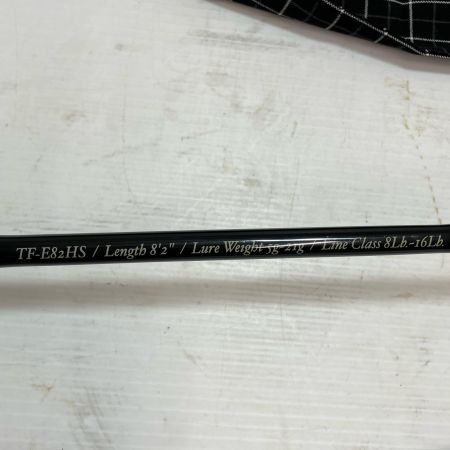 TF-E82HS / Length 8'2" / Lure Weight 5g-21g / Line Class 8Lb.-16Lb.